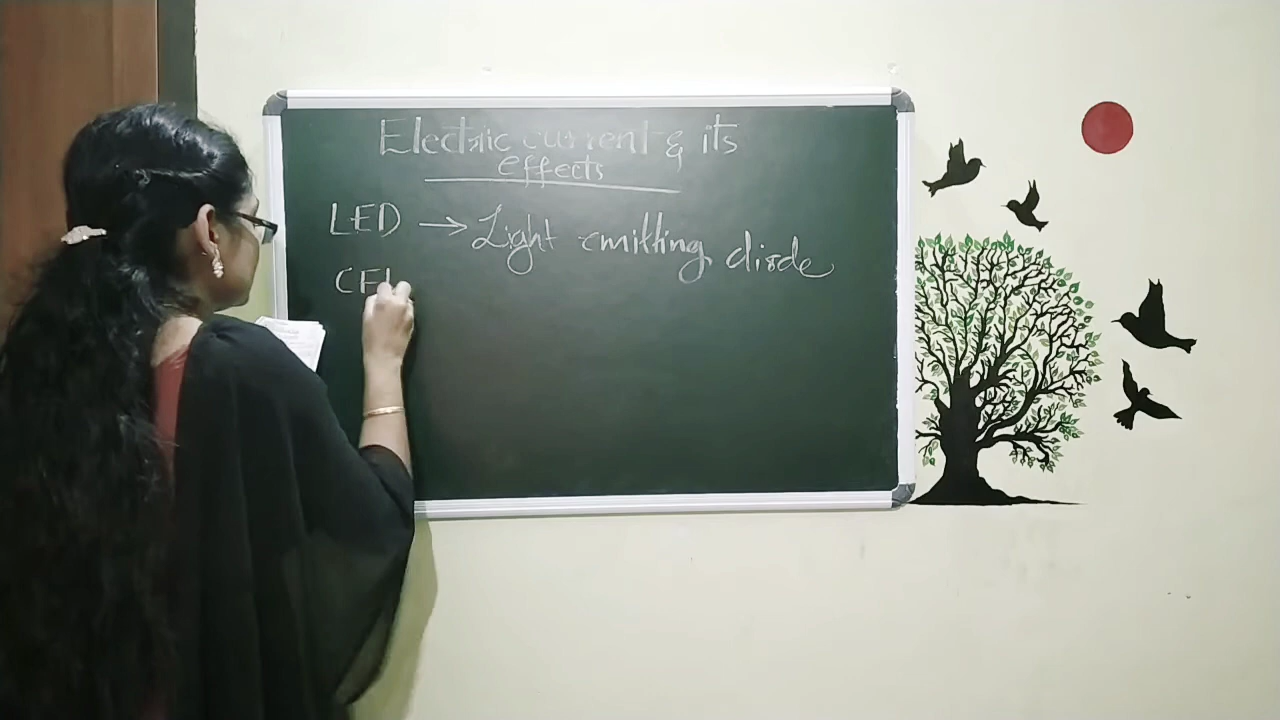 Electric current & its
effects
LED → Light emitting diode
CFL